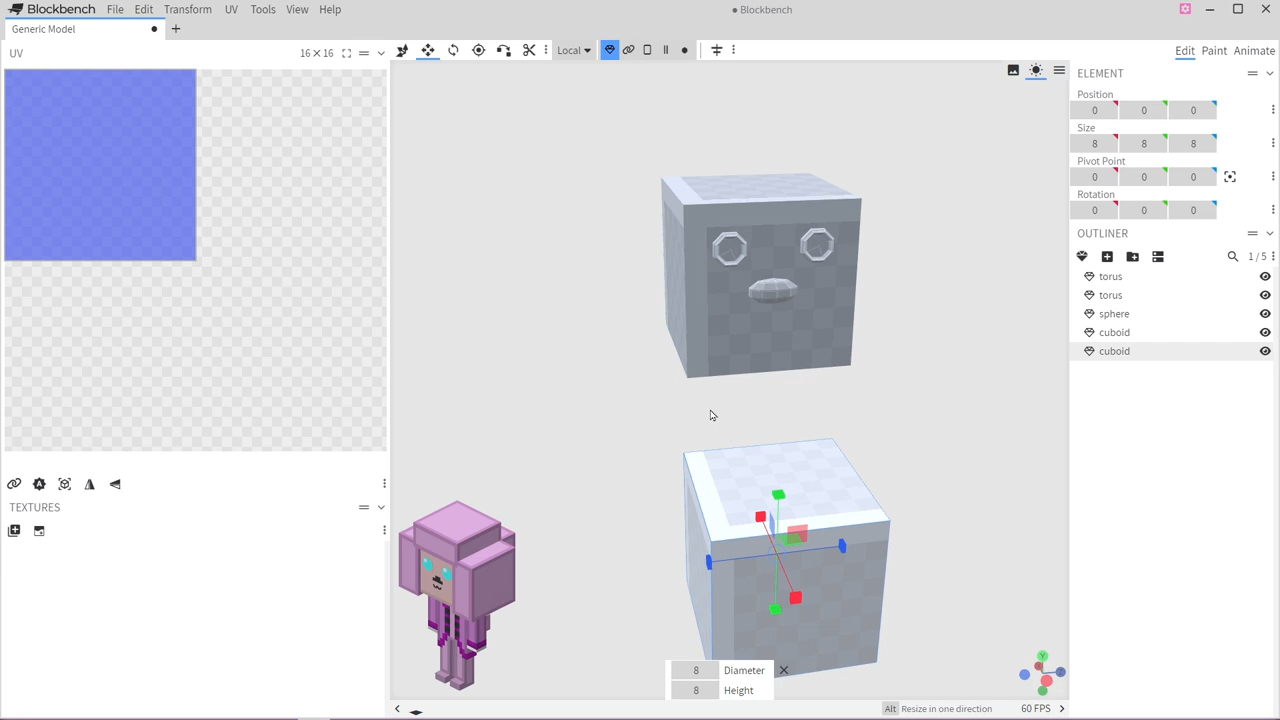 Blockbench File Edit Transform UV Tools View Help
● Blockbench
Generic Model
UV
16×16
Local
Edit Paint Animate
ELEMENT
Position
0 0 0
Size
8 8 8
Pivot Point
0 0 0
Rotation
0 0 0
OUTLINER
1 / 5
torus
torus
sphere
cuboid
cuboid
TEXTURES
8 Diameter
8 Height
Alt Resize in one direction
60 FPS
Y